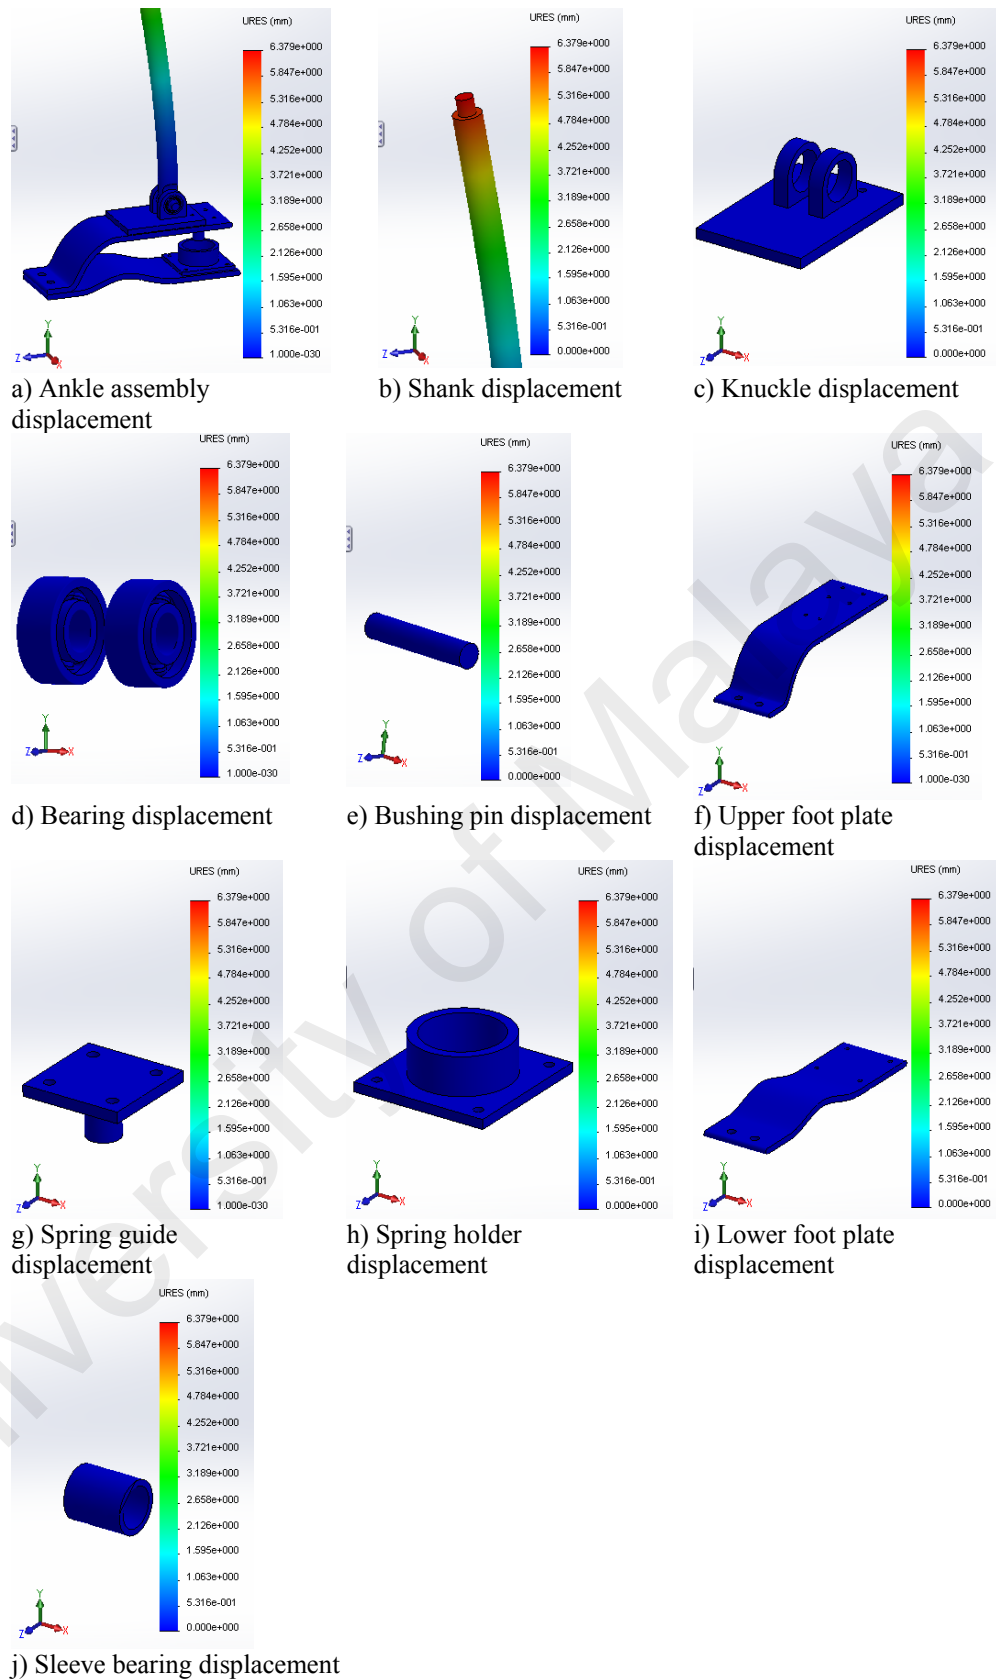 URES (mm)
6.379e+000
5.847e+000
5.316e+000
4.784e+000
4.252e+000
3.721e+000
3.189e+000
2.658e+000
2.126e+000
1.595e+000
1.063e+000
5.316e-001
1.000e-030
Y
Z
X
a) Ankle assembly
displacement
URES (mm)
6.379e+000
5.847e+000
5.316e+000
4.784e+000
4.252e+000
3.721e+000
3.189e+000
2.658e+000
2.126e+000
1.595e+000
1.063e+000
5.316e-001
0.000e+000
Y
Z
X
b) Shank displacement
URES (mm)
6.379e+000
5.847e+000
5.316e+000
4.784e+000
4.252e+000
3.721e+000
3.189e+000
2.658e+000
2.126e+000
1.595e+000
1.063e+000
5.316e-001
0.000e+000
Y
Z
X
c) Knuckle displacement
URES (mm)
6.379e+000
5.847e+000
5.316e+000
4.784e+000
4.252e+000
3.721e+000
3.189e+000
2.658e+000
2.126e+000
1.595e+000
1.063e+000
5.316e-001
1.000e-030
Y
Z
X
d) Bearing displacement
URES (mm)
6.379e+000
5.847e+000
5.316e+000
4.784e+000
4.252e+000
3.721e+000
3.189e+000
2.658e+000
2.126e+000
1.595e+000
1.063e+000
5.316e-001
0.000e+000
Y
Z
X
e) Bushing pin displacement
URES (mm)
6.379e+000
5.847e+000
5.316e+000
4.784e+000
4.252e+000
3.721e+000
3.189e+000
2.658e+000
2.126e+000
1.595e+000
1.063e+000
5.316e-001
1.000e-030
Y
Z
X
f) Upper foot plate
displacement
URES (mm)
6.379e+000
5.847e+000
5.316e+000
4.784e+000
4.252e+000
3.721e+000
3.189e+000
2.658e+000
2.126e+000
1.595e+000
1.063e+000
5.316e-001
1.000e-030
Y
Z
X
g) Spring guide
displacement
URES (mm)
6.379e+000
5.847e+000
5.316e+000
4.784e+000
4.252e+000
3.721e+000
3.189e+000
2.658e+000
2.126e+000
1.595e+000
1.063e+000
5.316e-001
0.000e+000
Y
Z
X
h) Spring holder
displacement
URES (mm)
6.379e+000
5.847e+000
5.316e+000
4.784e+000
4.252e+000
3.721e+000
3.189e+000
2.658e+000
2.126e+000
1.595e+000
1.063e+000
5.316e-001
0.000e+000
Y
Z
X
i) Lower foot plate
displacement
URES (mm)
6.379e+000
5.847e+000
5.316e+000
4.784e+000
4.252e+000
3.721e+000
3.189e+000
2.658e+000
2.126e+000
1.595e+000
1.063e+000
5.316e-001
0.000e+000
Y
Z
X
j) Sleeve bearing displacement
iversity of Malaya